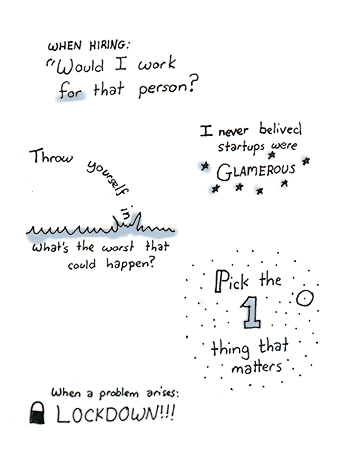 WHEN HIRING:
"Would I work
for that person?
I never belived
startups were
GLAMEROUS
Throw yourself in
What's the worst that
could happen?
Pick the
1
thing that
matters
When a problem arises:
LOCKDOWN!!!